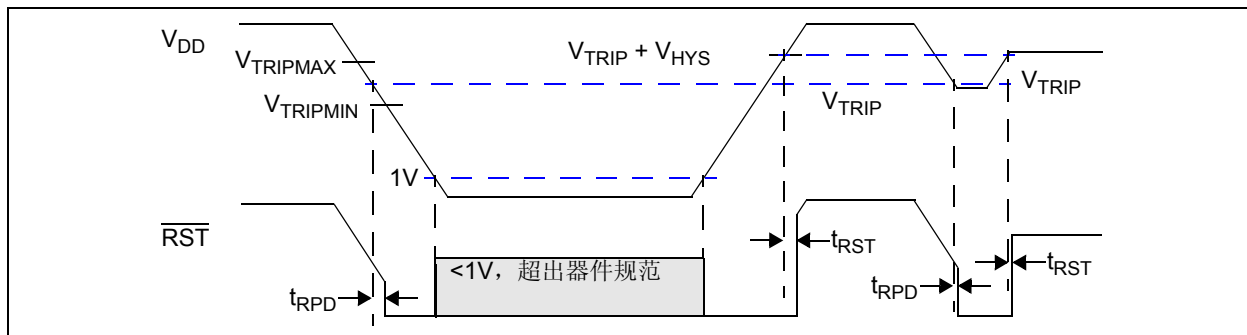 VDD
VTRIPMAX
VTRIPMIN
VTRIP + VHYS
VTRIP
VTRIP
1V
RST
<1V，超出器件规范
tRPD
tRST
tRPD
tRST